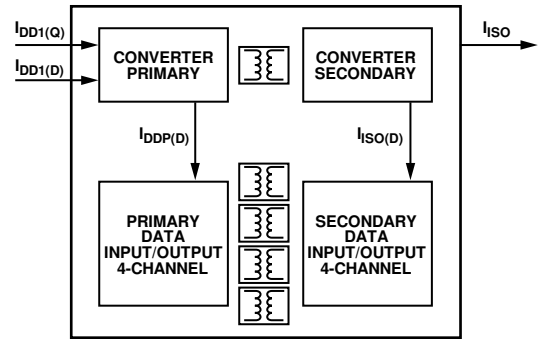 IDD1(Q)
IISO
IDD1(D)
CONVERTER
PRIMARY
CONVERTER
SECONDARY
IDDP(D)
IISO(D)
PRIMARY
DATA
INPUT/OUTPUT
4-CHANNEL
SECONDARY
DATA
INPUT/OUTPUT
4-CHANNEL